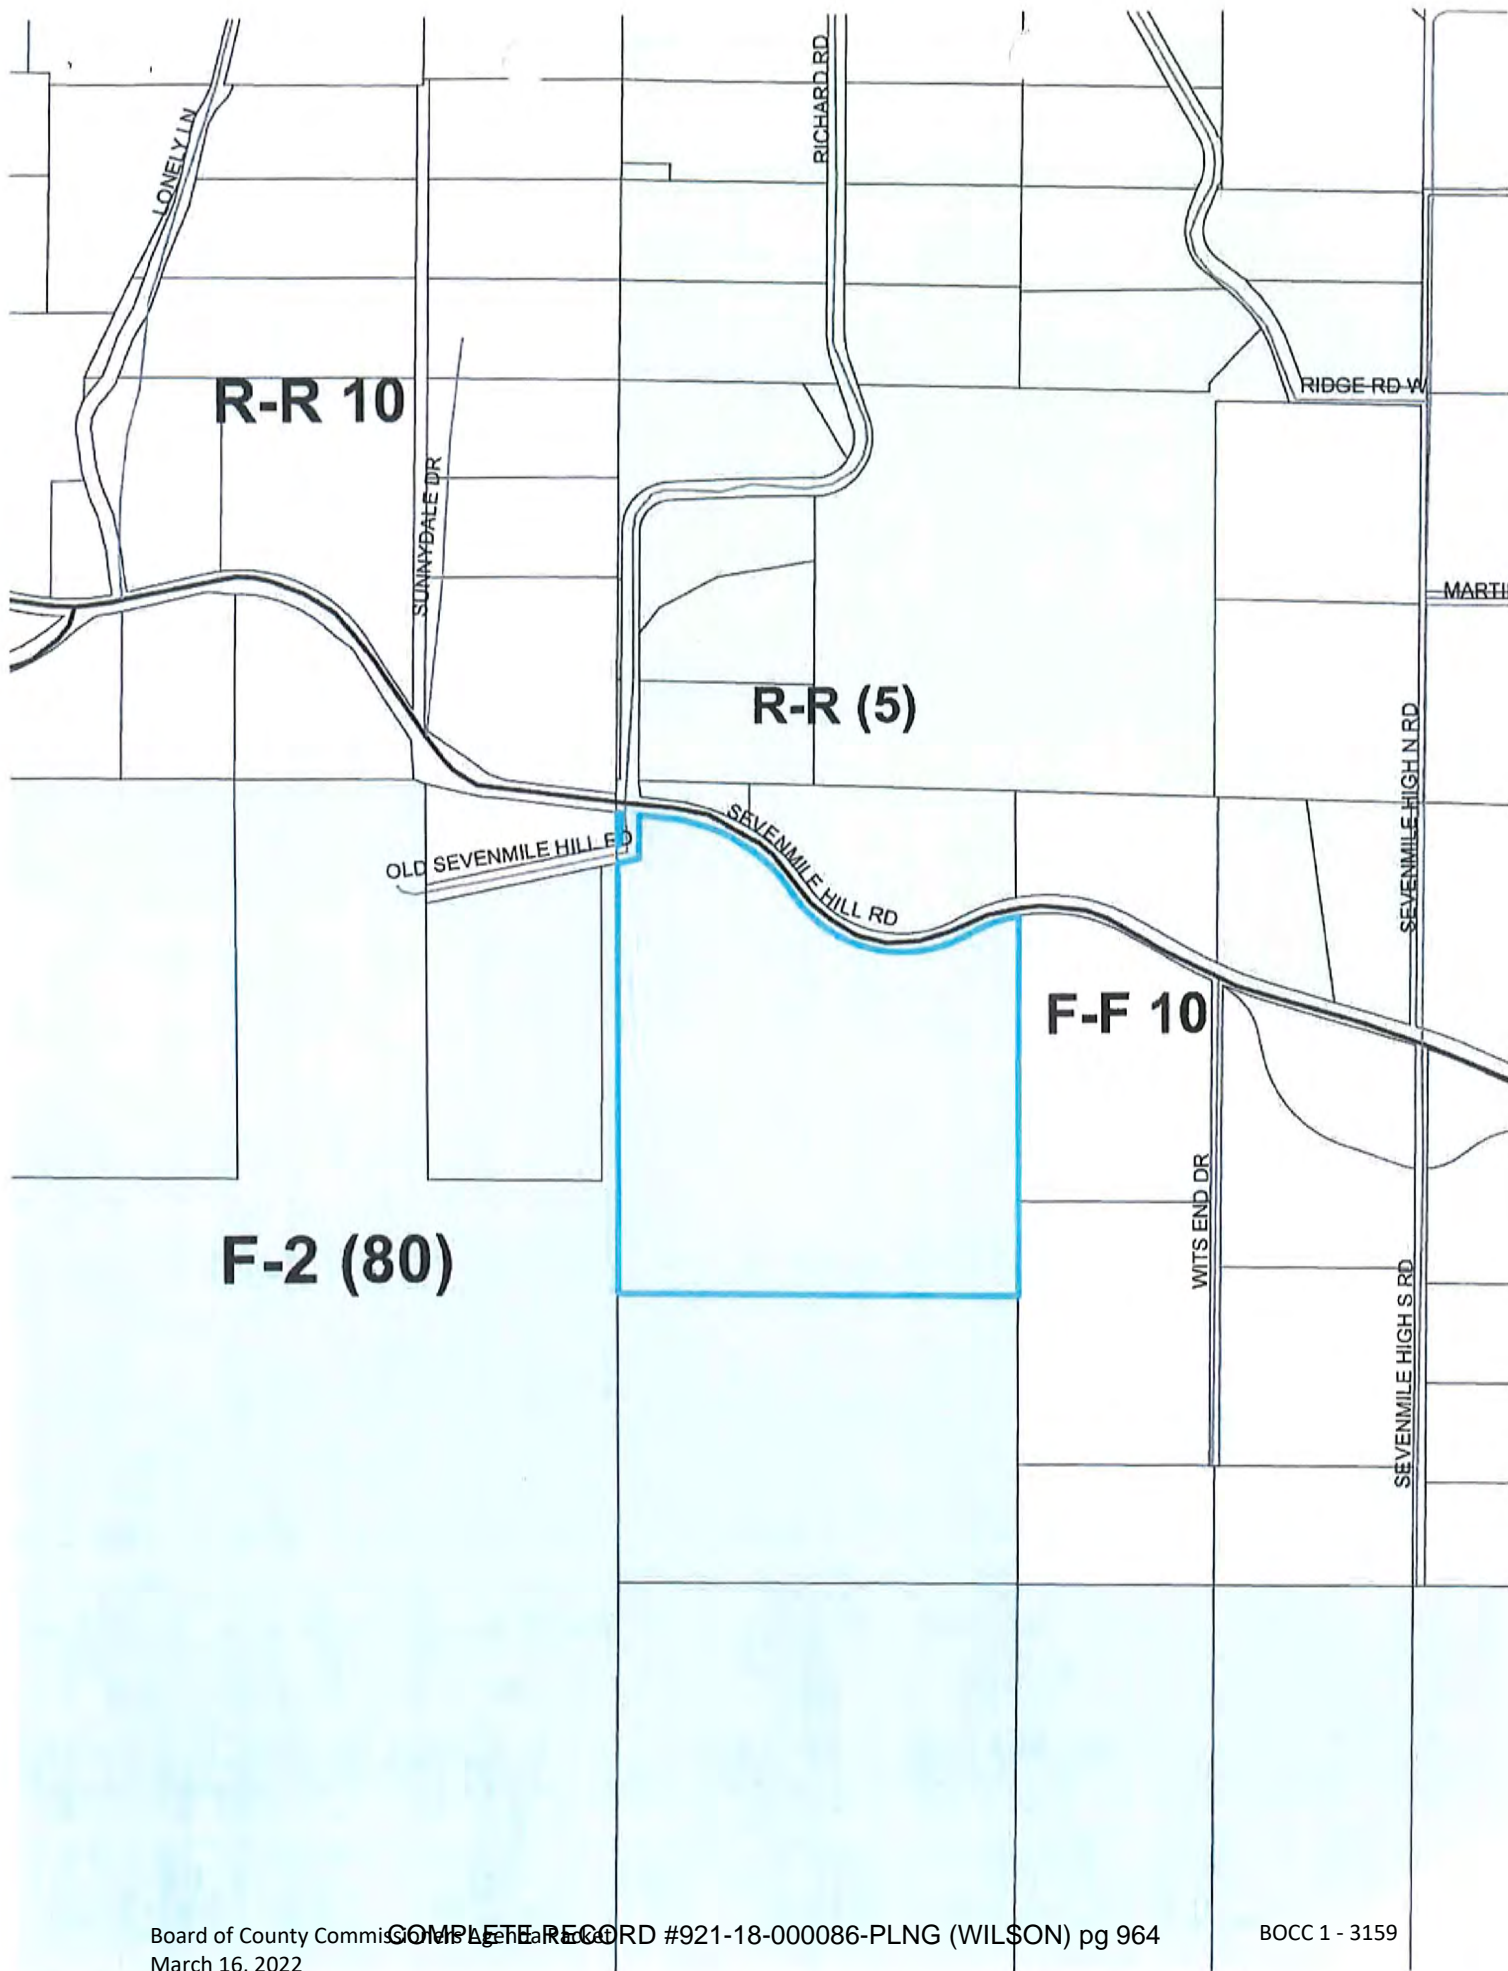 LONELY LN
RICHARD RD
R-R 10
RIDGE RD W
SUNNYDALE DR
MARTI
R-R (5)
SEVENMILE HIGH N RD
SEVENMILE HILL RD
OLD SEVENMILE HILL RD
F-F 10
WITS END DR
F-2 (80)
SEVENMILE HIGH S RD
Board of County Commissioners Agenda Packet
March 16, 2022
COMPLETE RECORD #921-18-000086-PLNG (WILSON) pg 964
BOCC 1 - 3159